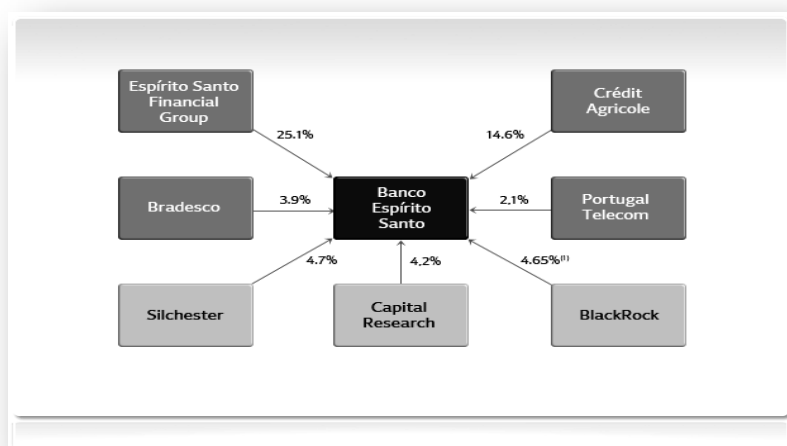 Espírito Santo
Financial
Group
Crédit
Agricole
25.1%
14.6%
Bradesco
3.9%
Banco
Espírito
Santo
2,1%
Portugal
Telecom
4.7%
4,2%
4.65%⁽¹⁾
Silchester
Capital
Research
BlackRock